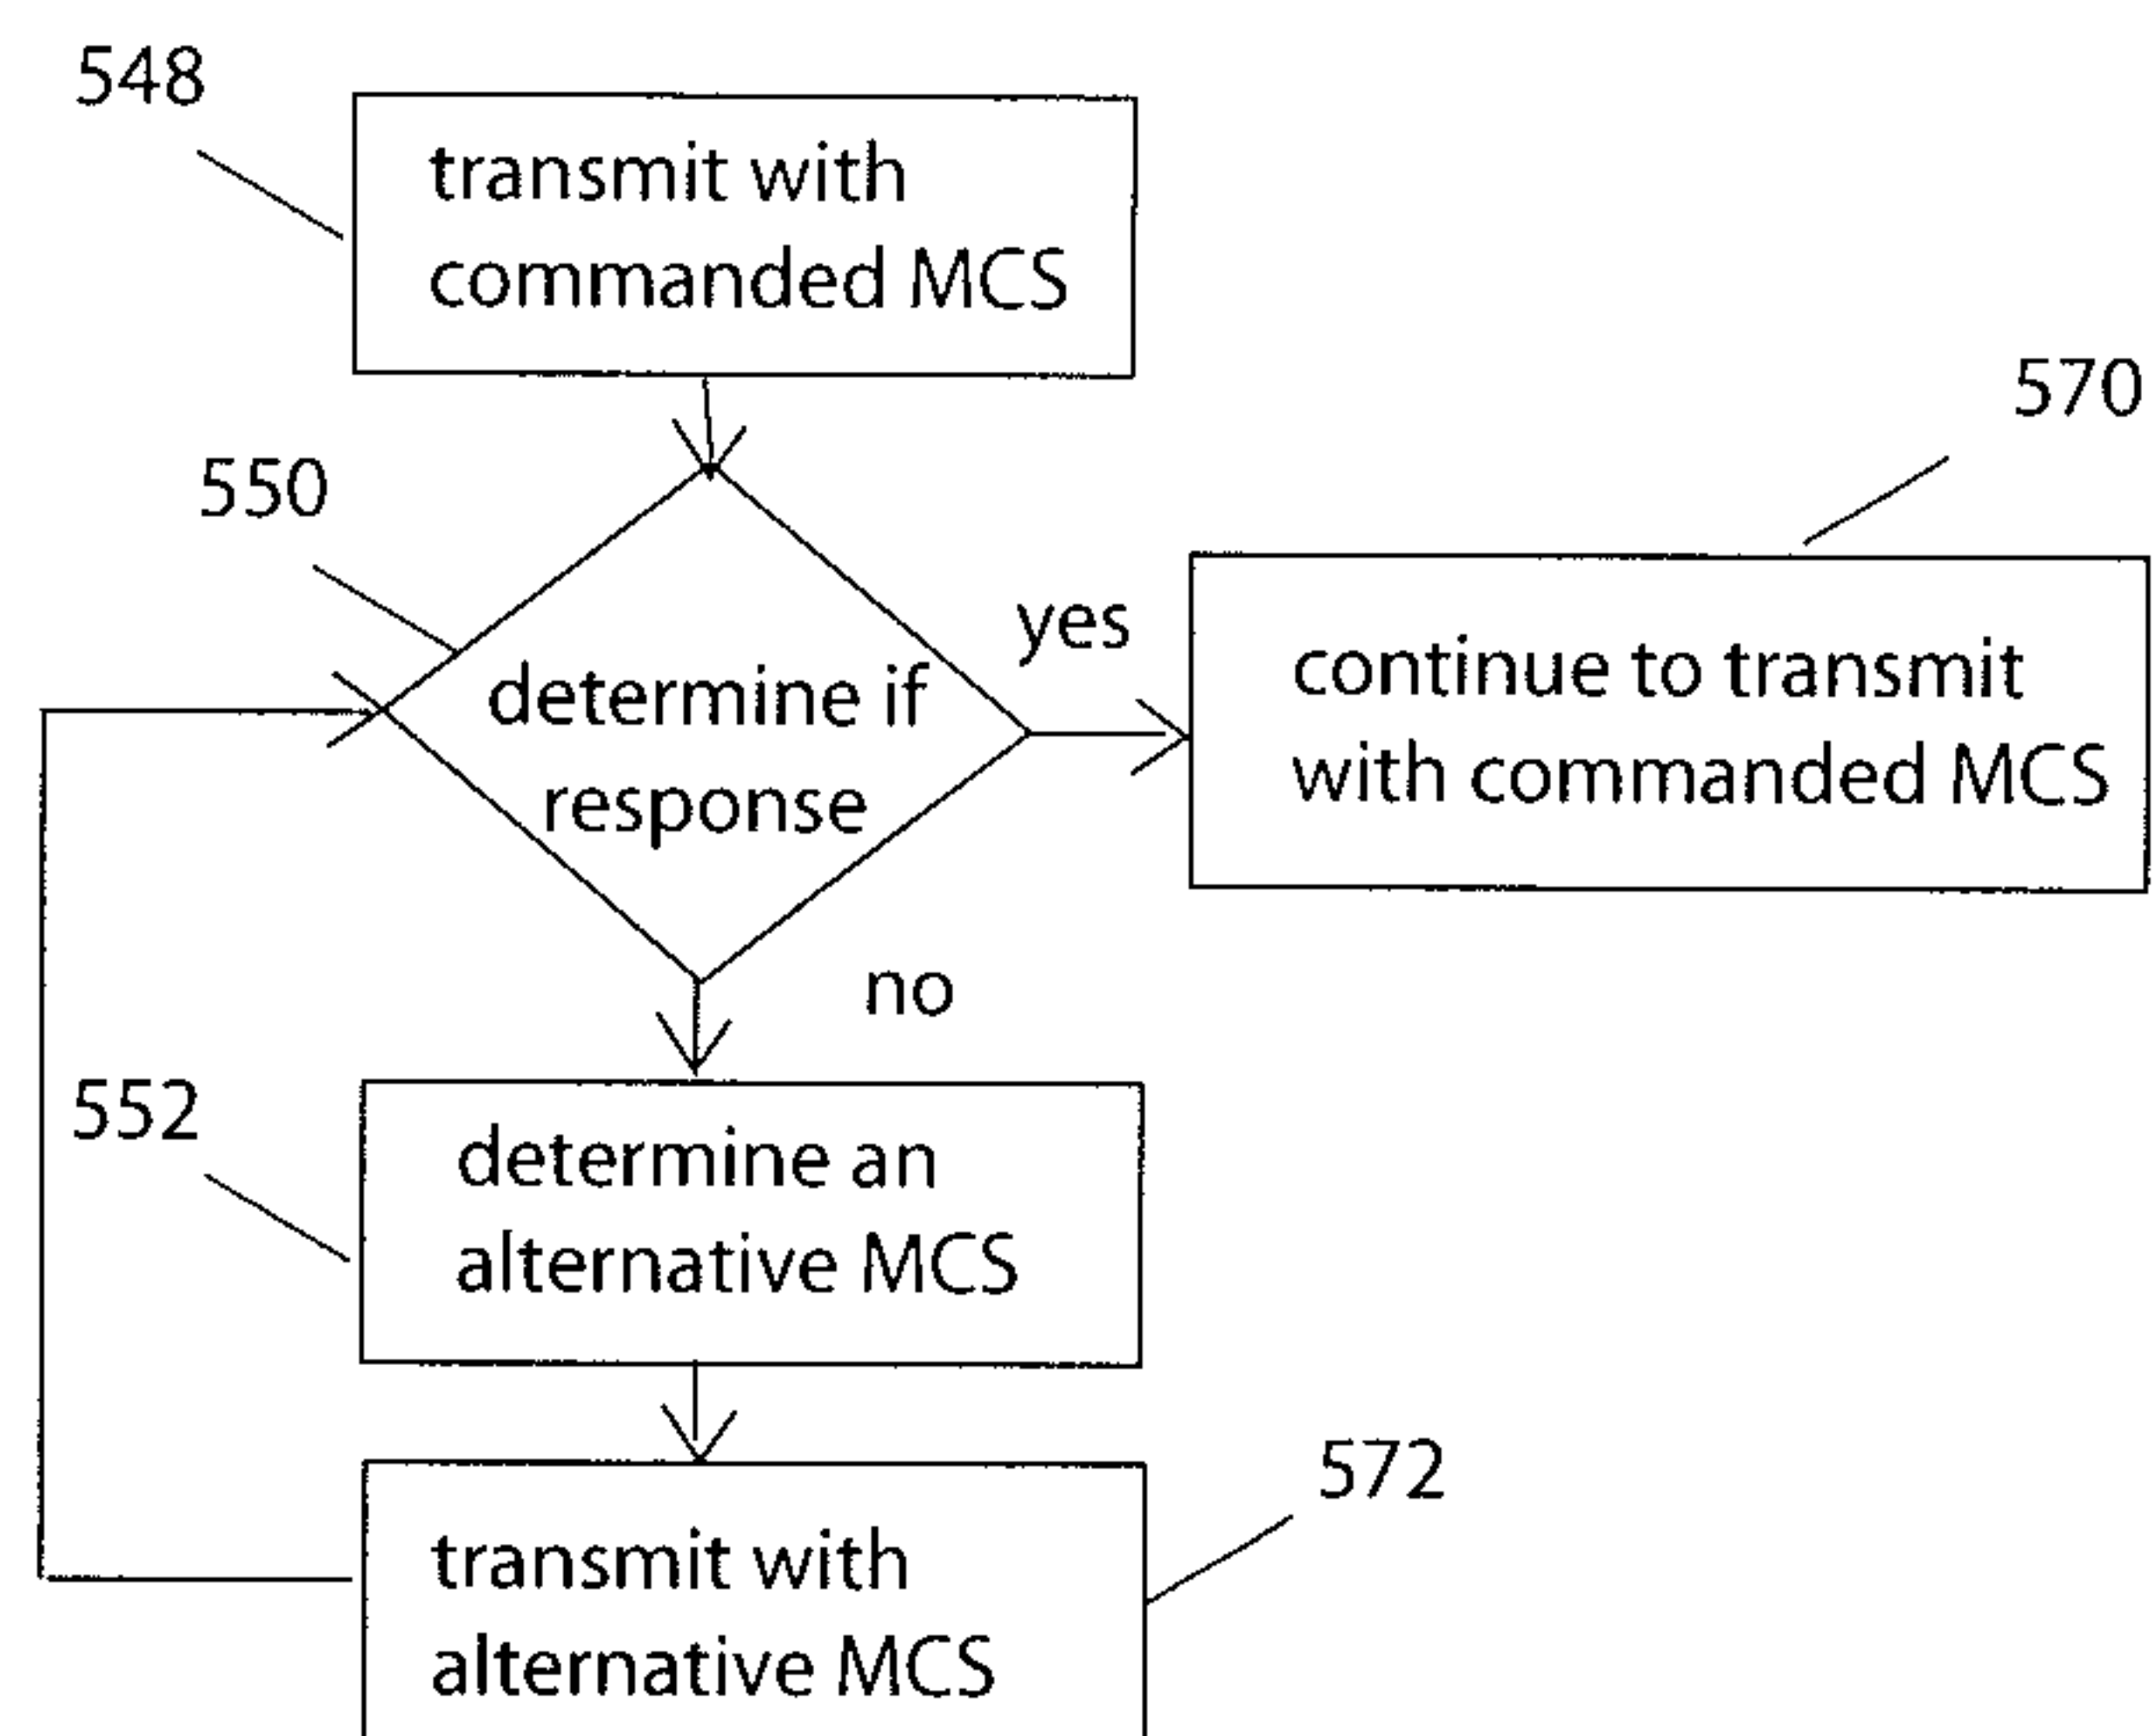 548
transmit with
commanded MCS
570
550
yes
determine if
response
continue to transmit
with commanded MCS
no
552
determine an
alternative MCS
572
transmit with
alternative MCS